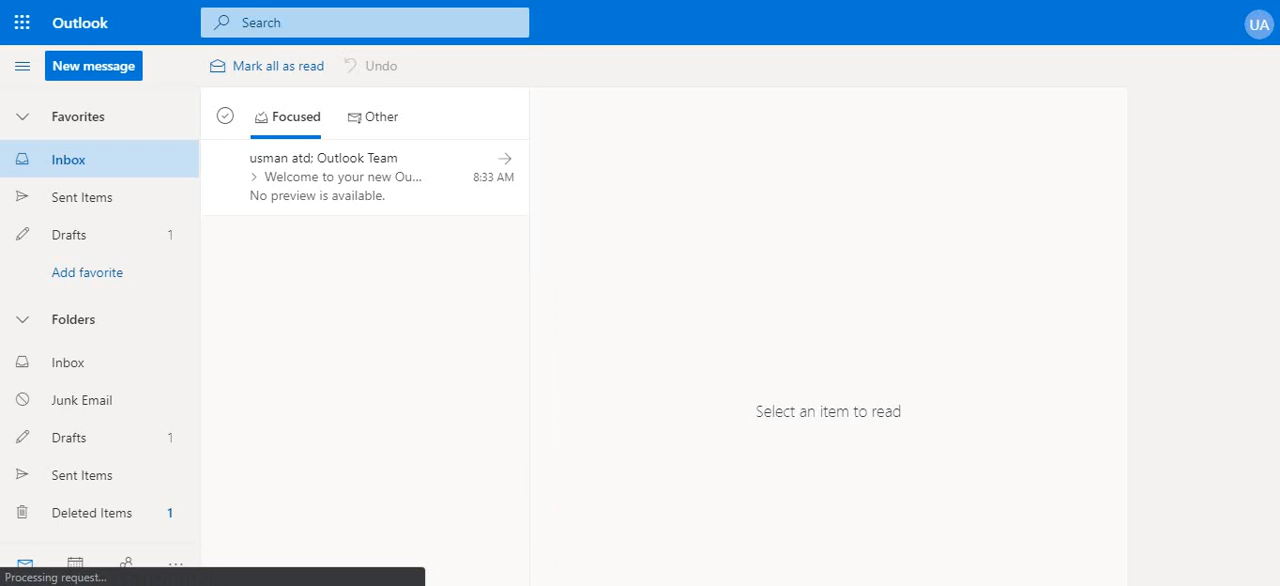 Outlook
Search
UA
New message
Mark all as read
Undo
Favorites
Inbox
Sent Items
Drafts 1
Add favorite
Folders
Inbox
Junk Email
Drafts 1
Sent Items
Deleted Items 1
Processing request...
Focused
Other
usman atd; Outlook Team
Welcome to your new Ou... 8:33 AM
No preview is available.
Select an item to read